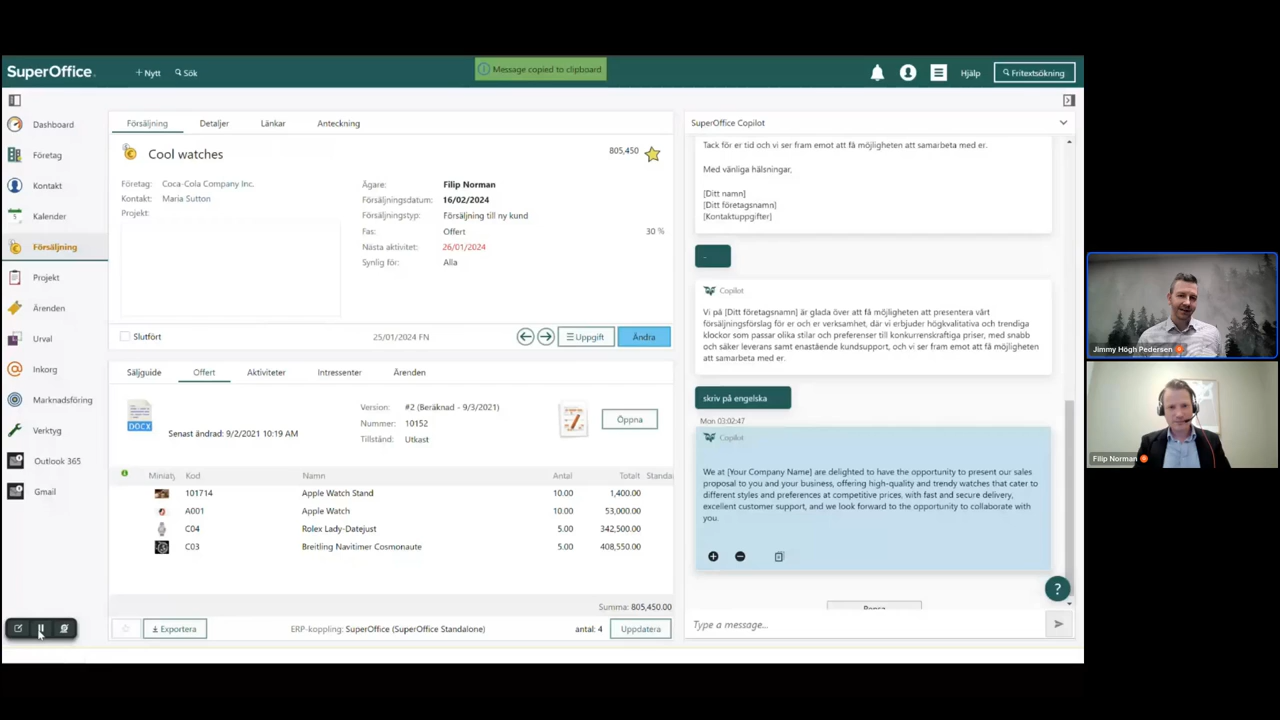 SuperOffice.
Nytt
Sök
Message copied to clipboard
Hjälp
Fritextsökning
Dashboard
Företag
Kontakt
Kalender
Försäljning
Projekt
Ärenden
Urval
Inkorg
Marknadsföring
Verktyg
Outlook 365
Gmail
Försäljning
Detaljer
Länkar
Anteckning
Cool watches
805,450
Företag: Coca-Cola Company Inc.
Kontakt: Maria Sutton
Projekt:
Ägare: Filip Norman
Försäljningsdatum: 16/02/2024
Försäljningstyp: Försäljning till ny kund
Fas: Offert 30 %
Nästa aktivitet: 26/01/2024
Synlig för: Alla
Slutfört
25/01/2024 FN
Uppgift
Ändra
Säljguide
Offert
Aktiviteter
Intressenter
Ärenden
DOCX
Senast ändrad: 9/2/2021 10:19 AM
Version: #2 (Beräknad - 9/3/2021)
Nummer: 10152
Tillstånd: Utkast
Öppna
Miniatj Kod Namn Antal Totalt Standa
101714 Apple Watch Stand 10.00 1,400.00
A001 Apple Watch 10.00 53,000.00
C04 Rolex Lady-Datejust 5.00 342,500.00
C03 Breitling Navitimer Cosmonaute 5.00 408,550.00
Summa: 805,450.00
Exportera
ERP-koppling: SuperOffice (SuperOffice Standalone)
antal: 4
Uppdatera
SuperOffice Copilot
Tack för er tid och vi ser fram emot att få möjligheten att samarbeta med er.
Med vänliga hälsningar,
[Ditt namn]
[Ditt företagsnamn]
[Kontaktuppgifter]
Copilot
Vi på [Ditt företagsnamn] är glada över att få möjligheten att presentera vårt
försäljningsförslag för er och er verksamhet, där vi erbjuder högkvalitativa och trendiga
klockor som passar olika stilar och preferenser till konkurrenskraftiga priser, med snabb
och säker leverans samt enastående kundsupport, och vi ser fram emot att få möjligheten
att samarbeta med er.
skriv på engelska
Mon 03:02:47
Copilot
We at [Your Company Name] are delighted to have the opportunity to present our sales
proposal to you and your business, offering high-quality and trendy watches that cater to
different styles and preferences at competitive prices, with fast and secure delivery,
excellent customer support, and we look forward to the opportunity to collaborate with
you.
Type a message...
?
Jimmy Högh Pedersen
Filip Norman